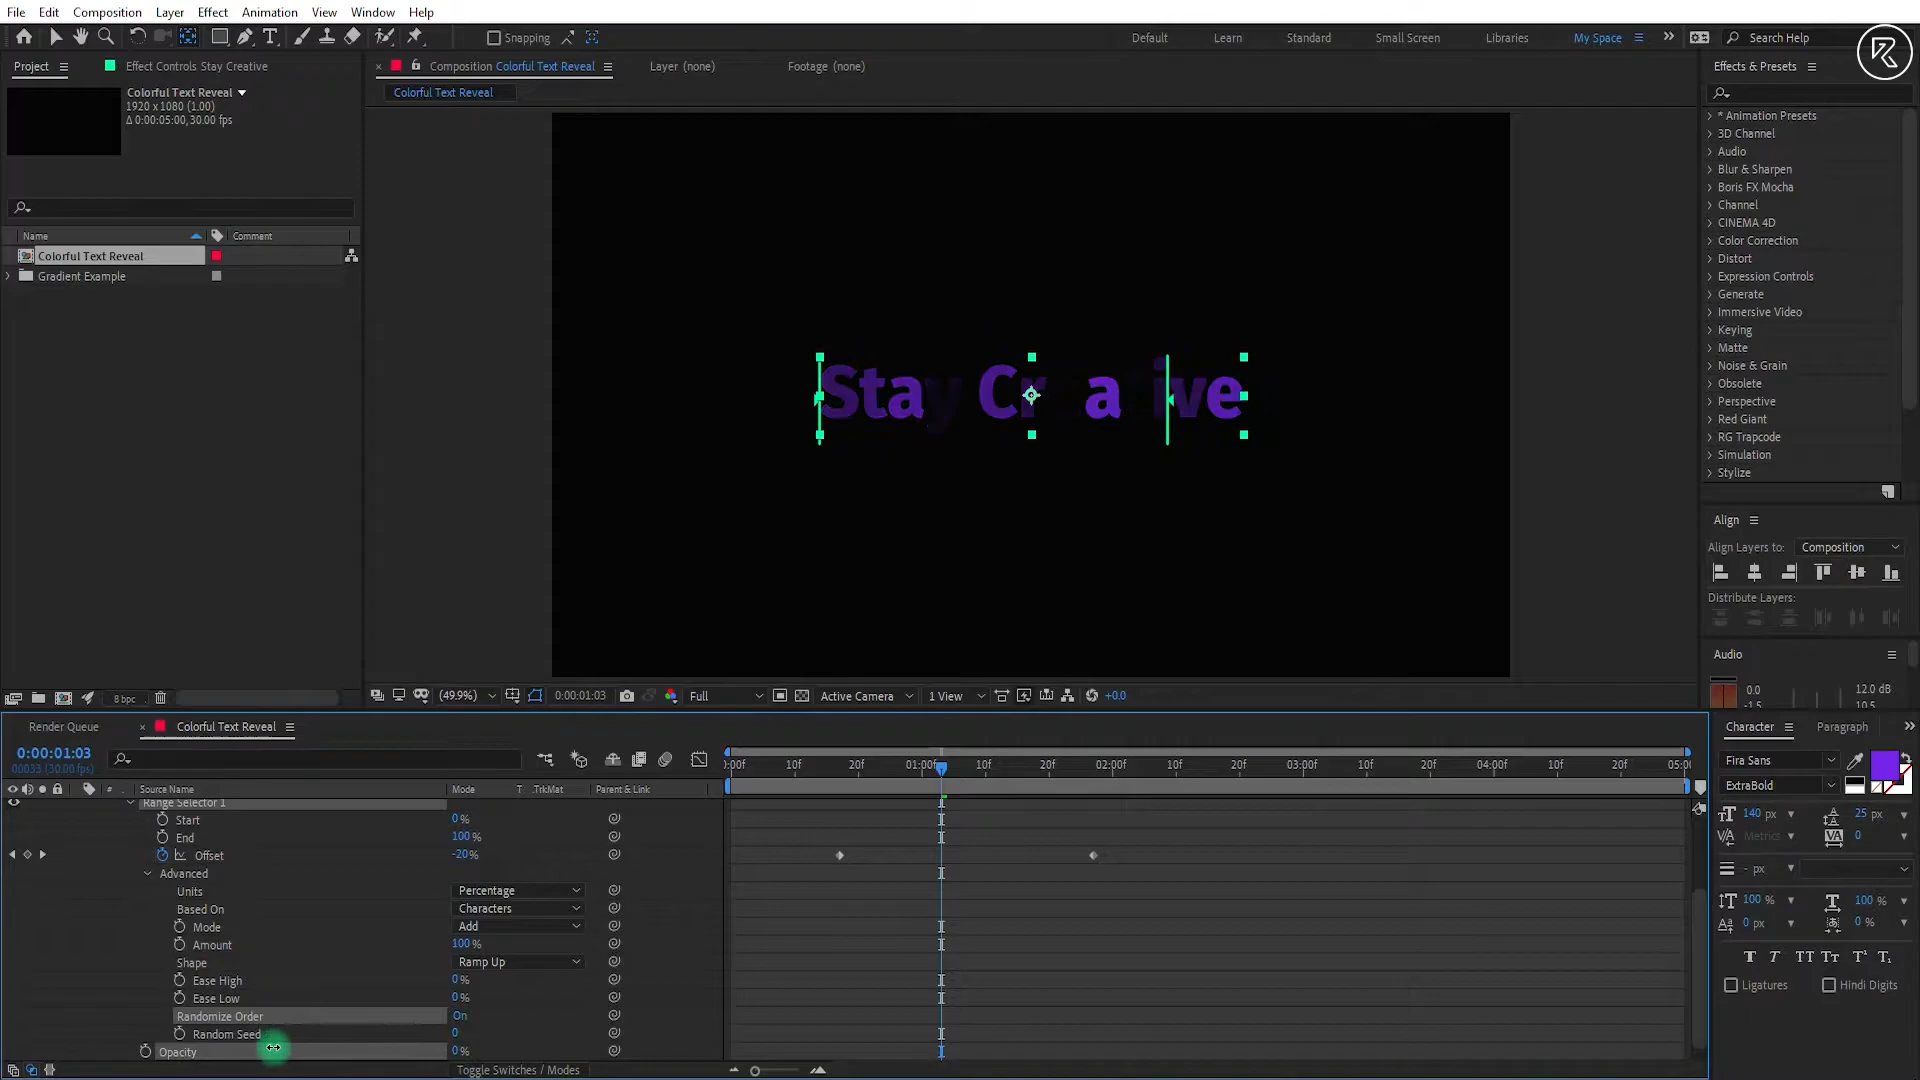 File Edit Composition Layer Effect Animation View Window Help
Snapping
Default Learn Standard Small Screen Libraries My Space
Search Help
Project
Effect Controls Stay Creative
Composition Colorful Text Reveal
Layer (none)
Footage (none)
Effects & Presets
Colorful Text Reveal
1920 x 1080 (1.00)
Δ 0:00:05:00, 30.00 fps
Colorful Text Reveal
* Animation Presets
3D Channel
Audio
Blur & Sharpen
Boris FX Mocha
Channel
CINEMA 4D
Color Correction
Distort
Expression Controls
Generate
Immersive Video
Keying
Matte
Noise & Grain
Obsolete
Perspective
Red Giant
RG Trapcode
Simulation
Stylize
Name Comment
Colorful Text Reveal
Gradient Example
Stay Cr a ive
Align
Align Layers to: Composition
Distribute Layers:
Audio
0.0
-1.5
12.0 dB
10.5
8 bpc
(49.9%) 0:00:01:03 Full Active Camera 1 View +0.0
Render Queue
Colorful Text Reveal
0:00:01:03
00033 (30.00 fps)
:00f 10f 20f 01:00f 10f 20f 02:00f 10f 20f 03:00f 10f 20f 04:00f 10f 20f 05:00
# Source Name Mode T .TrkMat Parent & Link
Range Selector 1
Start 0%
End 100%
Offset -20%
Advanced
Units Percentage
Based On Characters
Mode Add
Amount 100%
Shape Ramp Up
Ease High 0%
Ease Low 0%
Randomize Order On
Random Seed 0
Opacity 0%
Toggle Switches / Modes
Character Paragraph
Fira Sans
ExtraBold
140 px 25 px
Metrics 0
- px
100 % 100 %
0 px 0 %
T T TT Tт T¹ T₁
Ligatures Hindi Digits